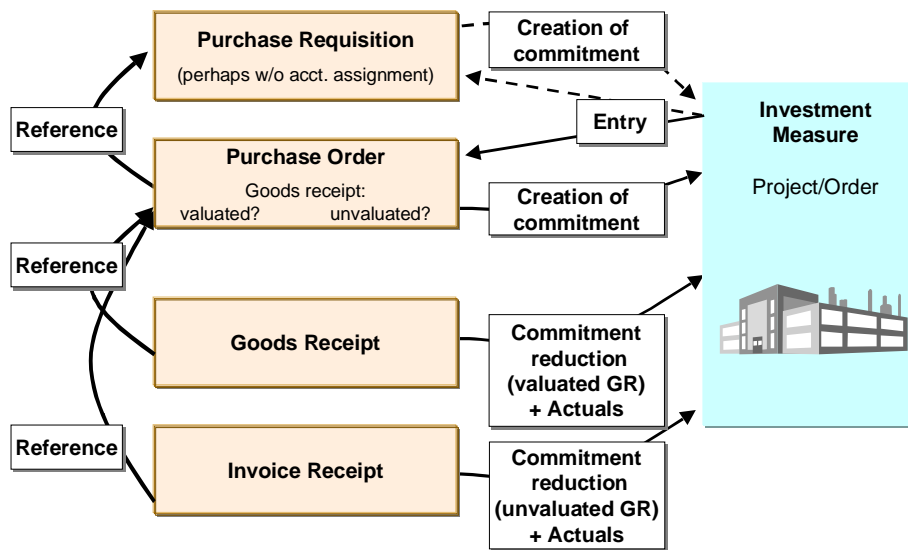 Purchase Requisition
(perhaps w/o acct. assignment)
Creation of
commitment
Reference
Entry
Investment
Measure
Project/Order
Purchase Order
Goods receipt:
valuated? unvaluated?
Creation of
commitment
Reference
Goods Receipt
Commitment
reduction
(valuated GR)
+ Actuals
Reference
Invoice Receipt
Commitment
reduction
(unvaluated GR)
+ Actuals